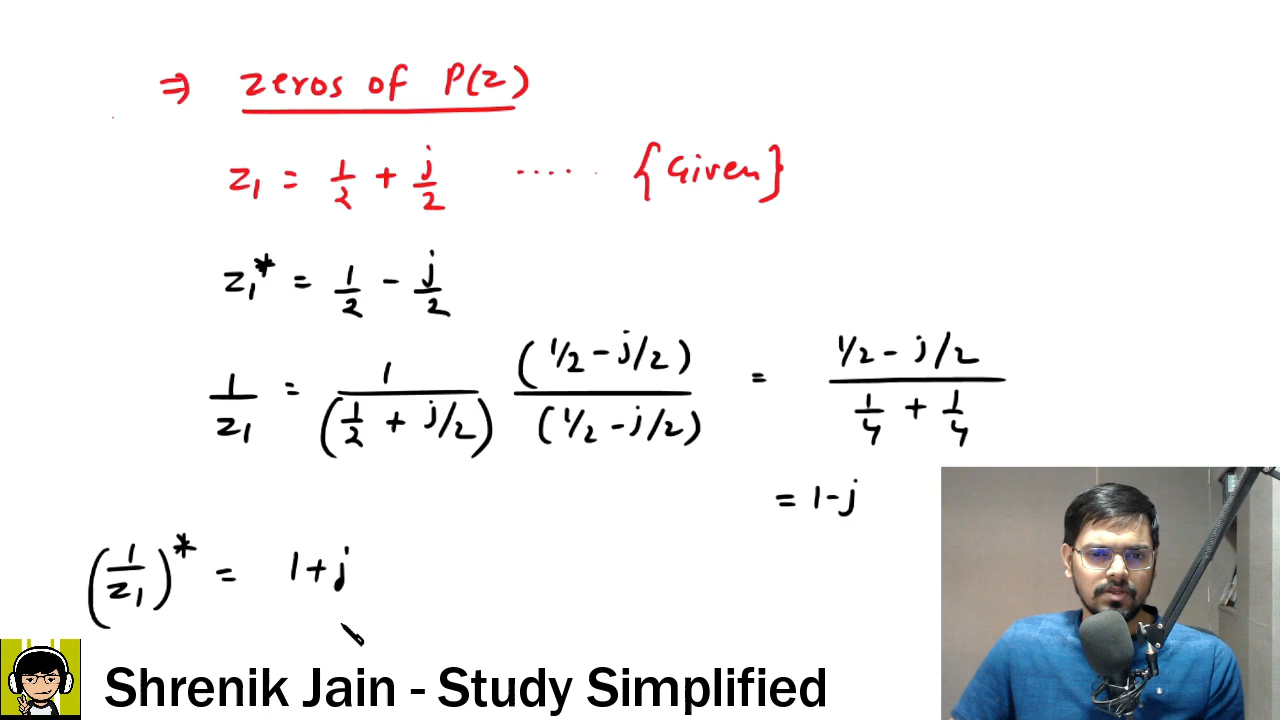 ⇒ zeros of P(z)
z₁ = 1/2 + j/2 ..... {Given}
z₁* = 1/2 - j/2
1/z₁ = 1/(1/2 + j/2) (1/2 - j/2)/(1/2 - j/2) = (1/2 - j/2)/(1/4 + 1/4)
= 1-j
(1/z₁)* = 1+j
Shrenik Jain - Study Simplified